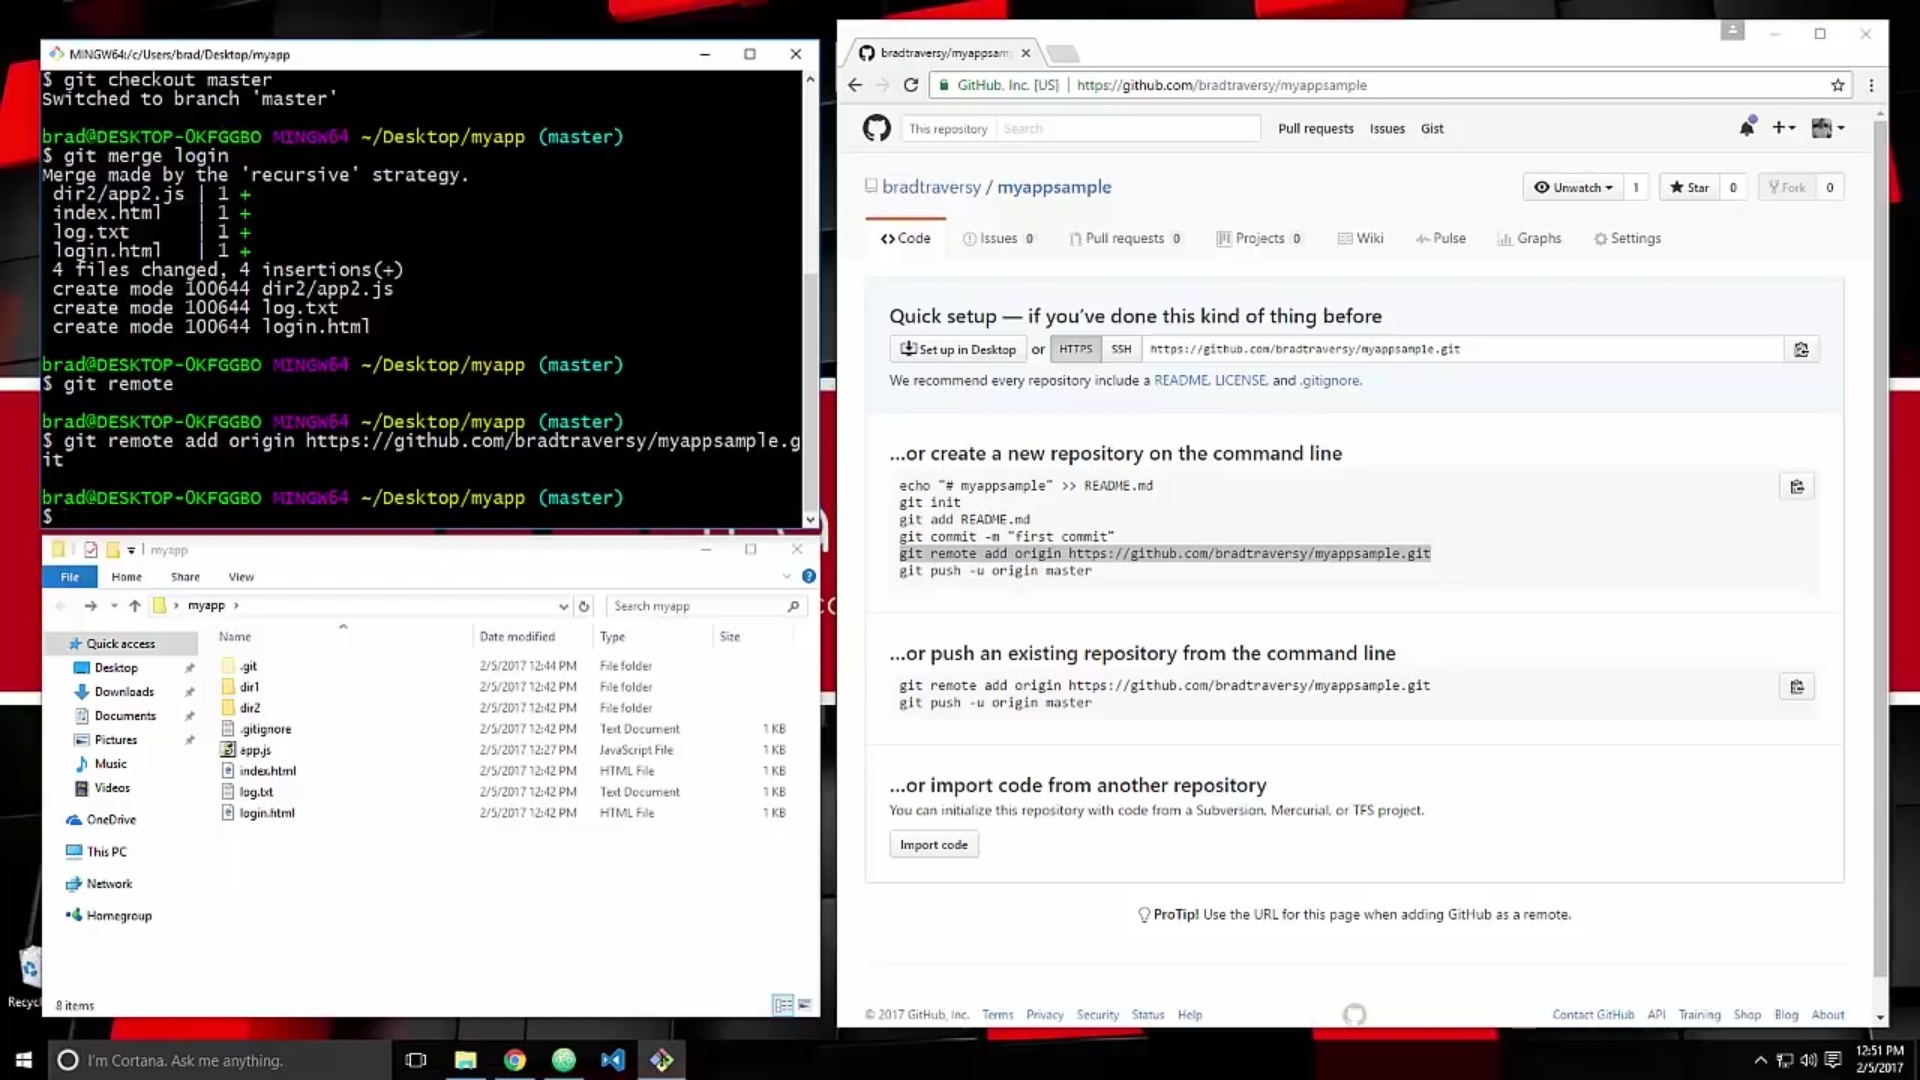 MINGW64:/c/Users/brad/Desktop/myapp
$ git checkout master
Switched to branch 'master'
brad@DESKTOP-0KFGGBO MINGW64 ~/Desktop/myapp (master)
$ git merge login
Merge made by the 'recursive' strategy.
dir2/app2.js | 1 +
index.html | 1 +
log.txt | 1 +
login.html | 1 +
4 files changed, 4 insertions(+)
create mode 100644 dir2/app2.js
create mode 100644 log.txt
create mode 100644 login.html
brad@DESKTOP-0KFGGBO MINGW64 ~/Desktop/myapp (master)
$ git remote
brad@DESKTOP-0KFGGBO MINGW64 ~/Desktop/myapp (master)
$ git remote add origin https://github.com/bradtraversy/myappsample.g
it
brad@DESKTOP-0KFGGBO MINGW64 ~/Desktop/myapp (master)
$
myapp
File Home Share View
myapp
Search myapp
Name Date modified Type Size
Quick access
Desktop
Downloads
Documents
Pictures
Music
Videos
OneDrive
This PC
Network
Homegroup
.git 2/5/2017 12:44 PM File folder
dir1 2/5/2017 12:42 PM File folder
dir2 2/5/2017 12:42 PM File folder
.gitignore 2/5/2017 12:42 PM Text Document 1 KB
app.js 2/5/2017 12:27 PM JavaScript File 1 KB
index.html 2/5/2017 12:42 PM HTML File 1 KB
log.txt 2/5/2017 12:42 PM Text Document 1 KB
login.html 2/5/2017 12:42 PM HTML File 1 KB
8 items
bradtraversy/myappsam
GitHub, Inc. [US] https://github.com/bradtraversy/myappsample
This repository Search Pull requests Issues Gist
bradtraversy / myappsample
Unwatch 1 Star 0 Fork 0
Code Issues 0 Pull requests 0 Projects 0 Wiki Pulse Graphs Settings
Quick setup — if you've done this kind of thing before
Set up in Desktop or HTTPS SSH https://github.com/bradtraversy/myappsample.git
We recommend every repository include a README, LICENSE, and .gitignore.
...or create a new repository on the command line
echo "# myappsample" >> README.md
git init
git add README.md
git commit -m "first commit"
git remote add origin https://github.com/bradtraversy/myappsample.git
git push -u origin master
...or push an existing repository from the command line
git remote add origin https://github.com/bradtraversy/myappsample.git
git push -u origin master
...or import code from another repository
You can initialize this repository with code from a Subversion, Mercurial, or TFS project.
Import code
ProTip! Use the URL for this page when adding GitHub as a remote.
© 2017 GitHub, Inc. Terms Privacy Security Status Help
Contact GitHub API Training Shop Blog About
Recycl
I'm Cortana. Ask me anything.
12:51 PM
2/5/2017